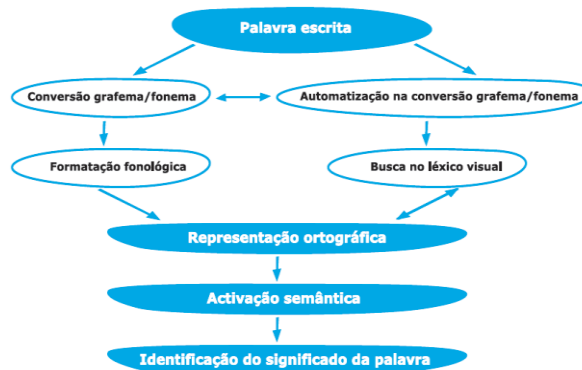 Palavra escrita
Conversão grafema/fonema
Automatização na conversão grafema/fonema
Formatação fonológica
Busca no léxico visual
Representação ortográfica
Activação semântica
Identificação do significado da palavra